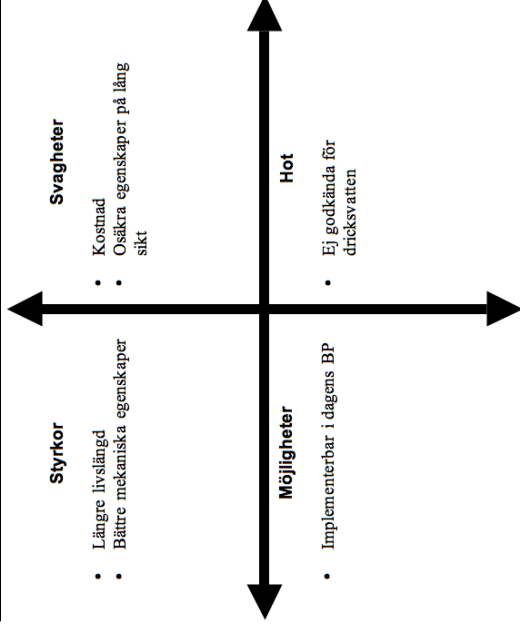 Styrkor
• Längre livslängd
• Bättre mekaniska egenskaper
Svagheter
• Kostnad
• Osäkra egenskaper på lång
sikt
Möjligheter
• Implementerbar i dagens BP
Hot
• Ej godkända för
dricksvatten